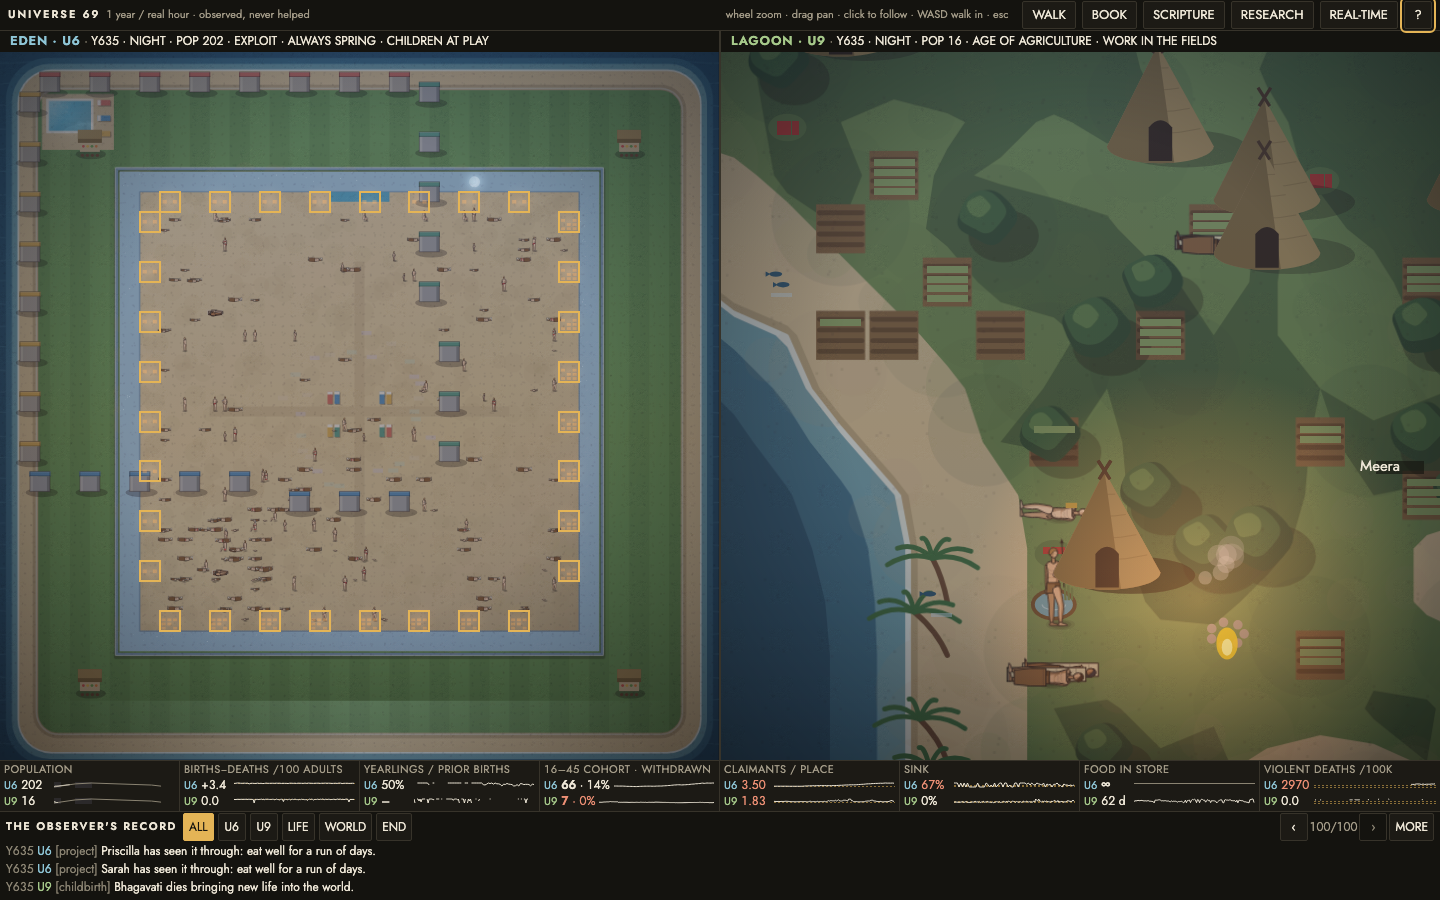 UNIVERSE 69 1 year / real hour · observed, never helped
wheel zoom · drag pan · click to follow · WASD walk in · esc
WALK
BOOK
SCRIPTURE
RESEARCH
REAL-TIME
?
EDEN · U6 · Y635 · NIGHT · POP 202 · EXPLOIT · ALWAYS SPRING · CHILDREN AT PLAY
LAGOON · U9 · Y635 · NIGHT · POP 16 · AGE OF AGRICULTURE · WORK IN THE FIELDS
Meera
POPULATION
U6 202
U9 16
BIRTHS–DEATHS /100 ADULTS
U6 +3.4
U9 0.0
YEARLINGS / PRIOR BIRTHS
U6 50%
U9 –
16–45 COHORT · WITHDRAWN
U6 66 · 14%
U9 7 · 0%
CLAIMANTS / PLACE
U6 3.50
U9 1.83
SINK
U6 67%
U9 0%
FOOD IN STORE
U6 ∞
U9 62 d
VIOLENT DEATHS /100K
U6 2970
U9 0.0
THE OBSERVER'S RECORD
ALL
U6
U9
LIFE
WORLD
END
‹ 100/100 ›
MORE
Y635 U6 [project] Priscilla has seen it through: eat well for a run of days.
Y635 U6 [project] Sarah has seen it through: eat well for a run of days.
Y635 U9 [childbirth] Bhagavati dies bringing new life into the world.